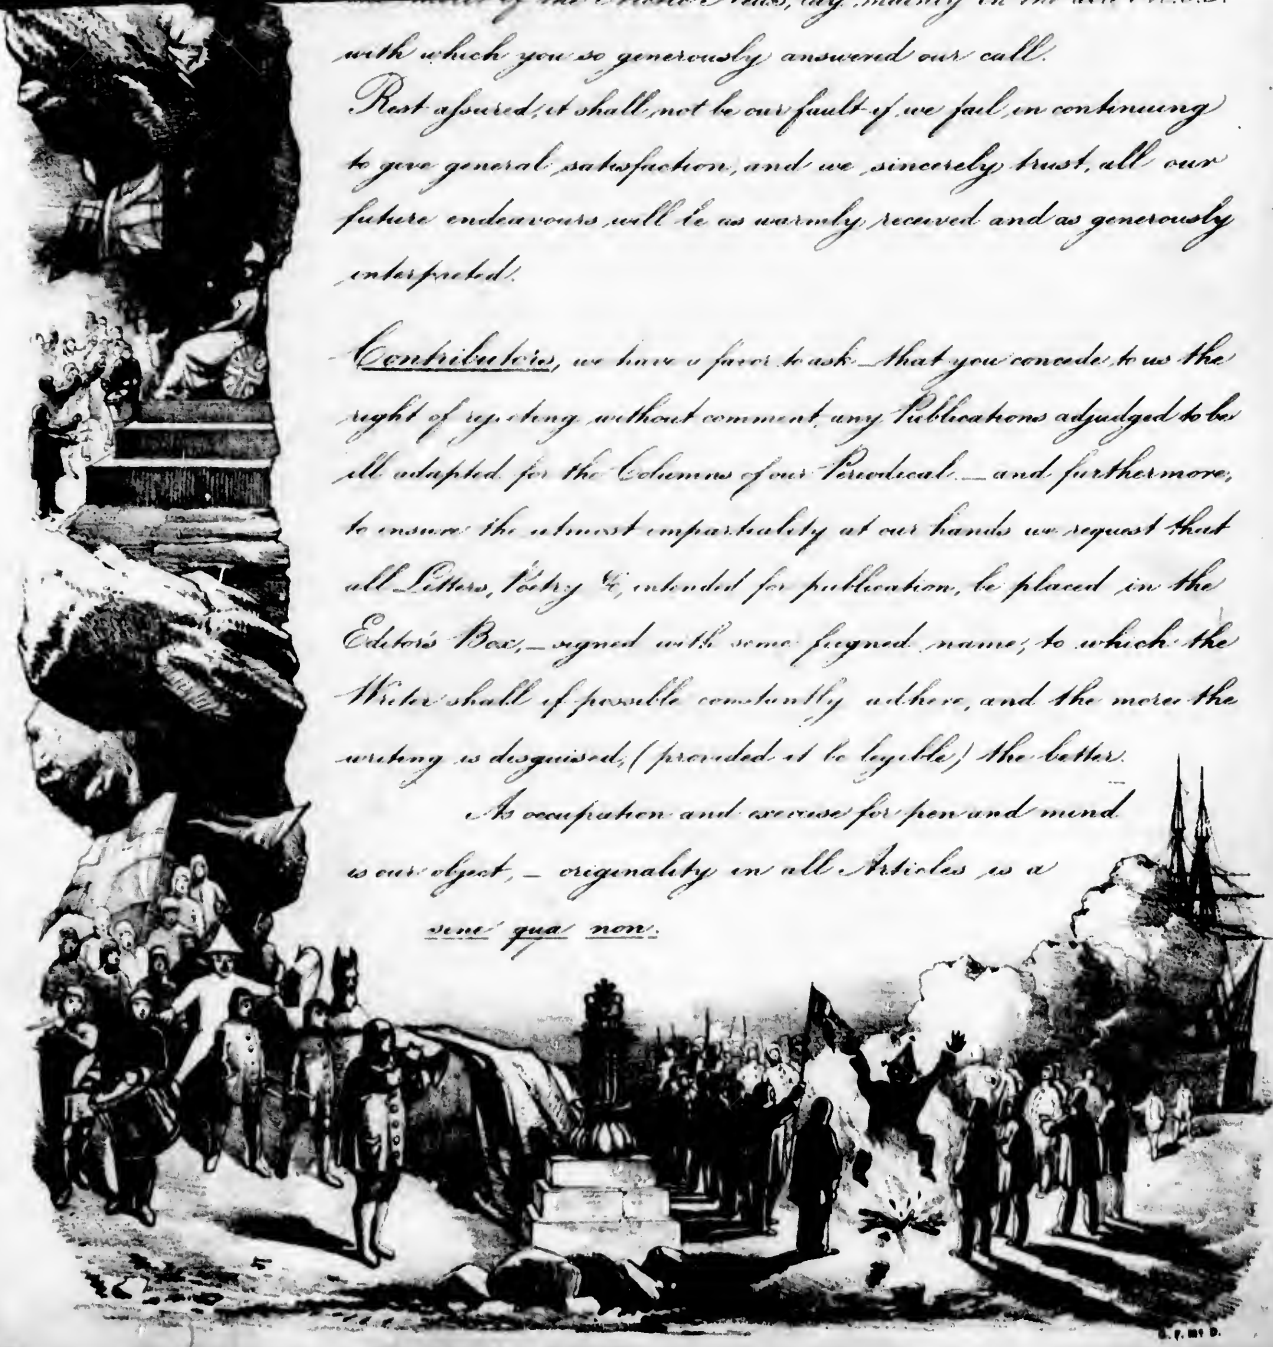 with which you so generously answered our call.
Rest assured, it shall not be our fault if we fail in continuing
to give general satisfaction, and we sincerely trust, all our
future endeavours will be as warmly received and as generously
interpreted.
Contributors, we have a favor to ask – that you concede to us the
right of rejecting without comment, any Publications adjudged to be
ill adapted for the Columns of our Periodical – and furthermore,
to ensure the utmost impartiality at our hands we request that
all Letters, Poetry &c, intended for publication, be placed in the
Editor's Box, – signed with some feigned name; to which the
Writer shall if possible constantly adhere, and the more the
writing is disguised, (provided it be legible) the better.
As occupation and exercise for pen and mind
is our object, – originality in all Articles is a
sine qua non.